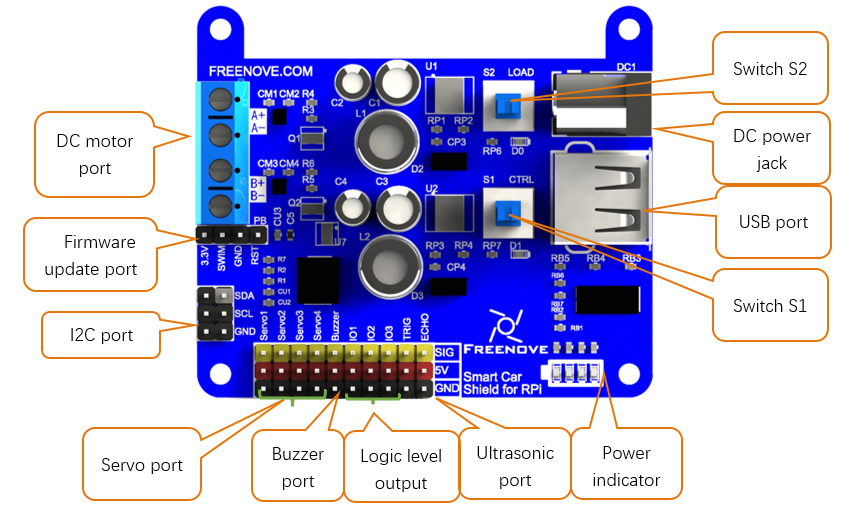 FREENOVE.COM
CM1 CM2 R4
R3
A+
A-
Q1
CM3 CM4 R6
R5
B+
B-
Q2
PB
CU3
C5
U7
C2
C1
L1
D2
C4
C3
L2
D3
U1
RP1 RP2
CP3
U2
RP3 RP4
CP4
S2 LOAD
RP6 D0
S1 CTRL
RP7 D1
DC1
RB5 RB4 RB3
RB6
RB7
RB2
RB1
3.3V
SWIM
GND
RST
R7
R2
R1
CU1
CU2
SDA
SCL
GND
Servo1
Servo2
Servo3
Servo4
Buzzer
IO1
IO2
IO3
TRIG
ECHO
SIG
5V
GND
FREENOVE
Smart Car
Shield for RPi
DC motor
port
Firmware
update port
I2C port
Servo port
Buzzer
port
Logic level
output
Ultrasonic
port
Power
indicator
Switch S2
DC power
jack
USB port
Switch S1